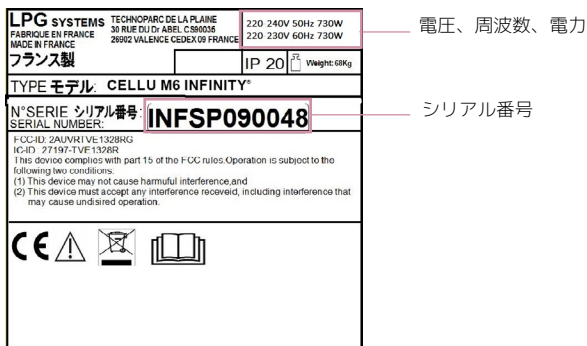 LPG SYSTEMS
FABRIQUE EN FRANCE
MADE IN FRANCE
フランス製
TECHNOPARC DE LA PLAINE
30 RUE DU Dr ABEL CS90035
26902 VALENCE CEDEX 09 FRANCE
220 240V 50Hz 730W
220 230V 60Hz 730W
電圧、周波数、電力
IP 20 Weight: 68Kg
TYPE モデル: CELLU M6 INFINITY®
N°SERIE シリアル番号:
SERIAL NUMBER:
INFSP090048
シリアル番号
FCC-ID: 2AUVRTVE1328RG
IC-ID  27197-TVE1328R
This device complies with part 15 of the FCC rules.Operation is subject to the
following two conditions:
(1) This device may not cause harmuful interference,and
(2) This device must accept any interference receveid, including interference that
may cause undisired operation.
CE